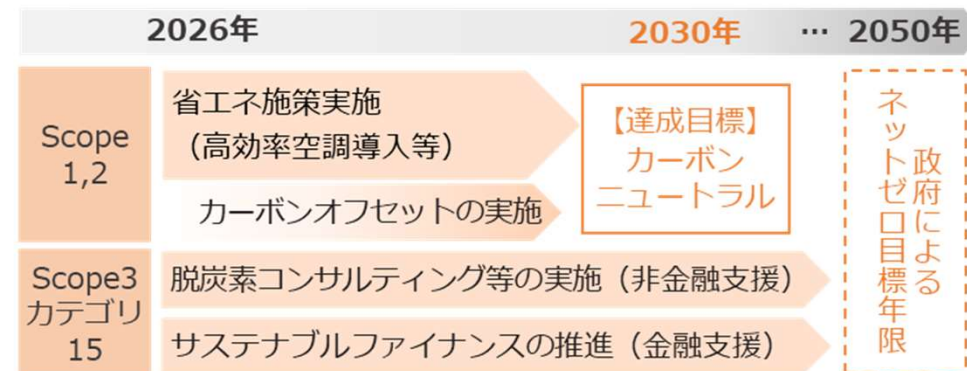 2026年 2030年 … 2050年
Scope
1,2
省エネ施策実施
（高効率空調導入等）
カーボンオフセットの実施
【達成目標】
カーボン
ニュートラル
Scope3
カテゴリ
15
脱炭素コンサルティング等の実施（非金融支援）
サステナブルファイナンスの推進（金融支援）
政府による
ネットゼロ目標年限